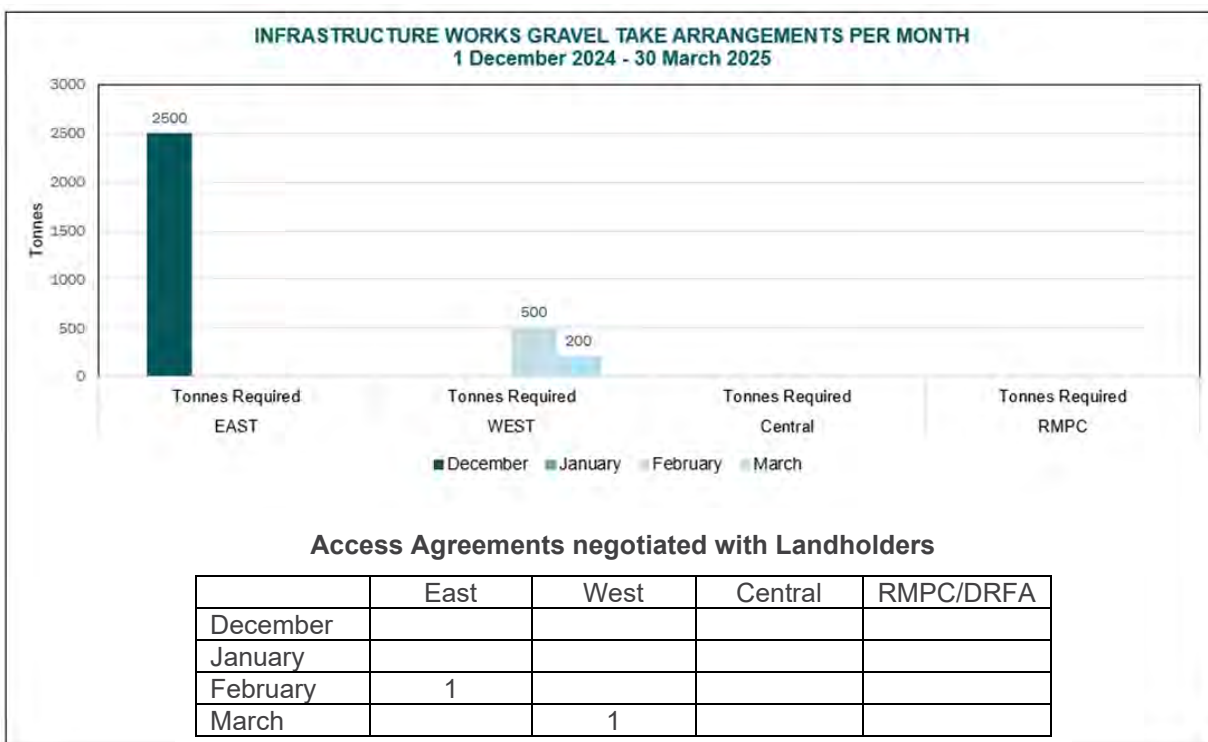 INFRASTRUCTURE WORKS GRAVEL TAKE ARRANGEMENTS PER MONTH
1 December 2024 - 30 March 2025
3000
2500
2000
1500
1000
500
0
Tonnes
2500
500
200
Tonnes Required Tonnes Required Tonnes Required Tonnes Required
EAST WEST Central RMPC
December January February March
Access Agreements negotiated with Landholders
East West Central RMPC/DRFA
December
January
February 1
March 1